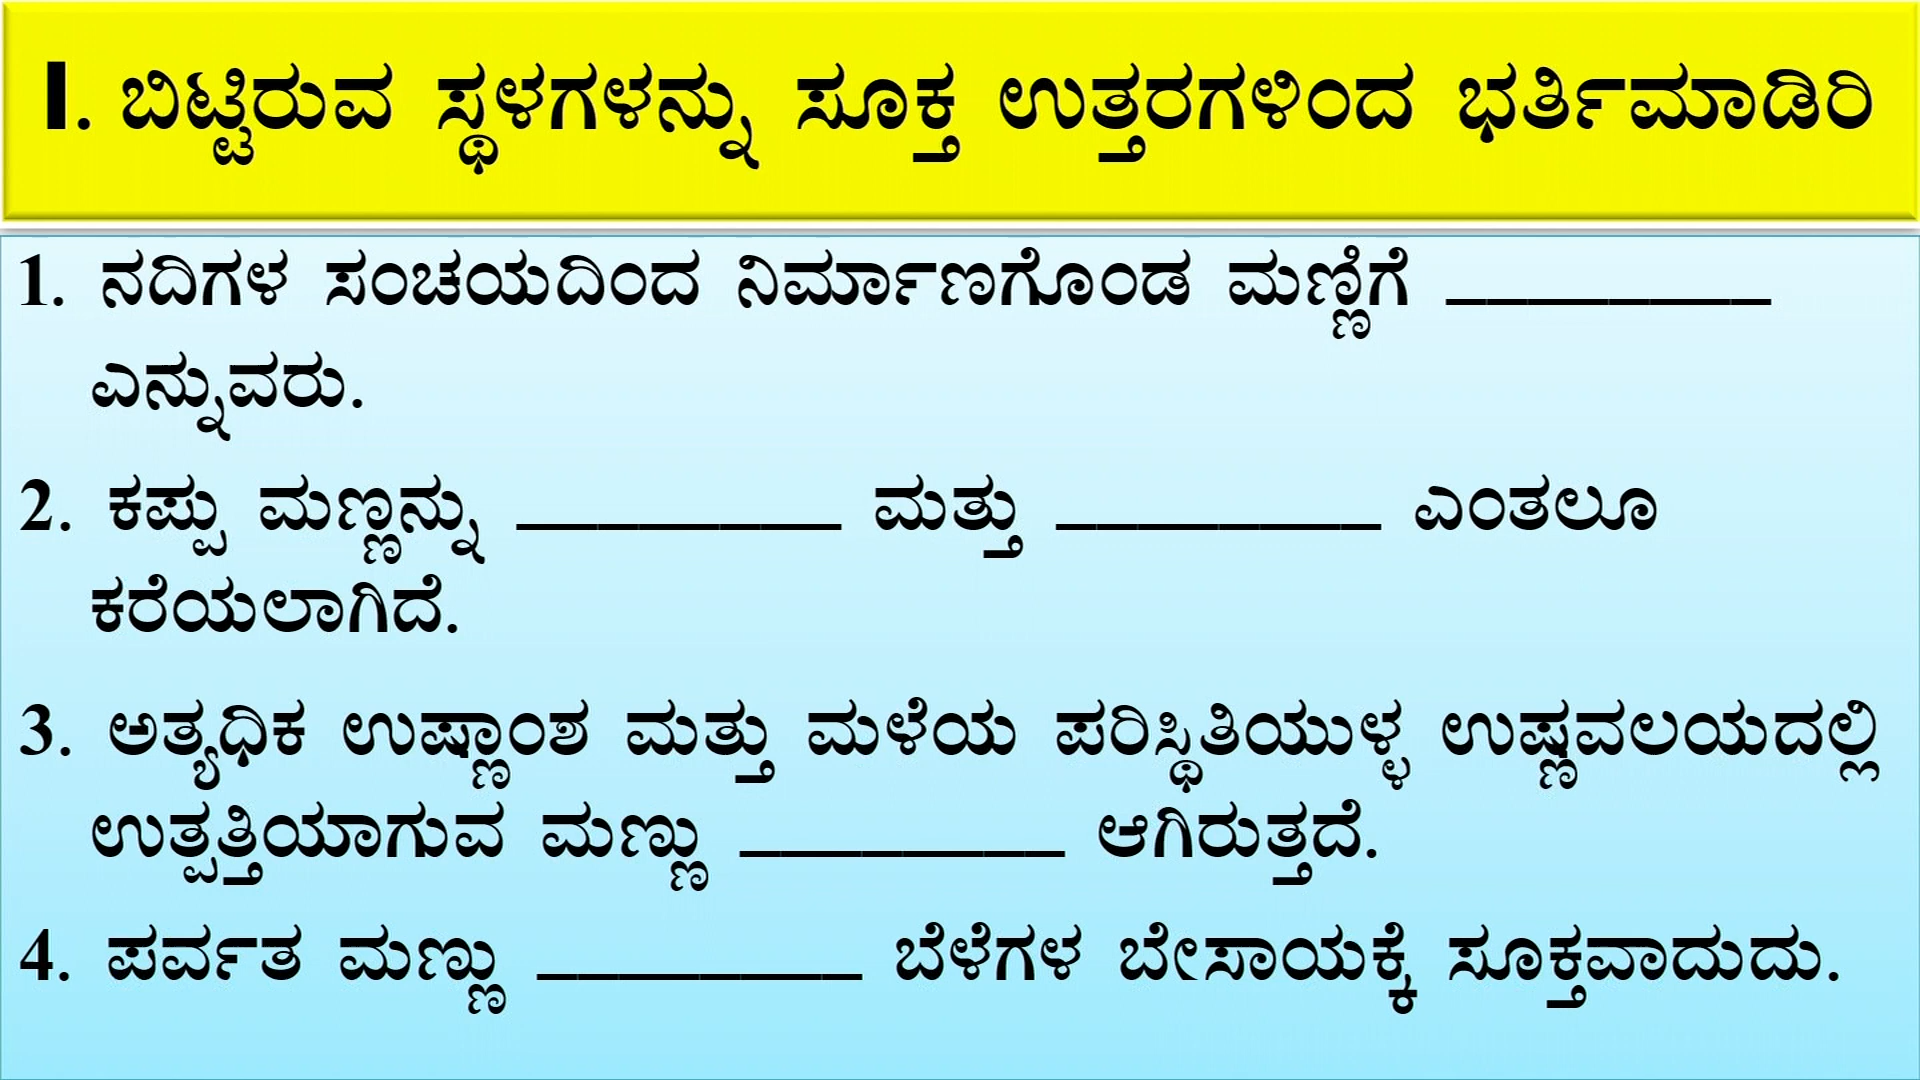 I. ಬಿಟ್ಟಿರುವ ಸ್ಥಳಗಳನ್ನು ಸೂಕ್ತ ಉತ್ತರಗಳಿಂದ ಭರ್ತಿಮಾಡಿರಿ
1. ನದಿಗಳ ಸಂಚಯದಿಂದ ನಿರ್ಮಾಣಗೊಂಡ ಮಣ್ಣಿಗೆ ________
ಎನ್ನುವರು.
2. ಕಪ್ಪು ಮಣ್ಣನ್ನು ________ ಮತ್ತು ________ ಎಂತಲೂ
ಕರೆಯಲಾಗಿದೆ.
3. ಅತ್ಯಧಿಕ ಉಷ್ಣಾಂಶ ಮತ್ತು ಮಳೆಯ ಪರಿಸ್ಥಿತಿಯುಳ್ಳ ಉಷ್ಣವಲಯದಲ್ಲಿ
ಉತ್ಪತ್ತಿಯಾಗುವ ಮಣ್ಣು ________ ಆಗಿರುತ್ತದೆ.
4. ಪರ್ವತ ಮಣ್ಣು ________ ಬೆಳೆಗಳ ಬೇಸಾಯಕ್ಕೆ ಸೂಕ್ತವಾದುದು.